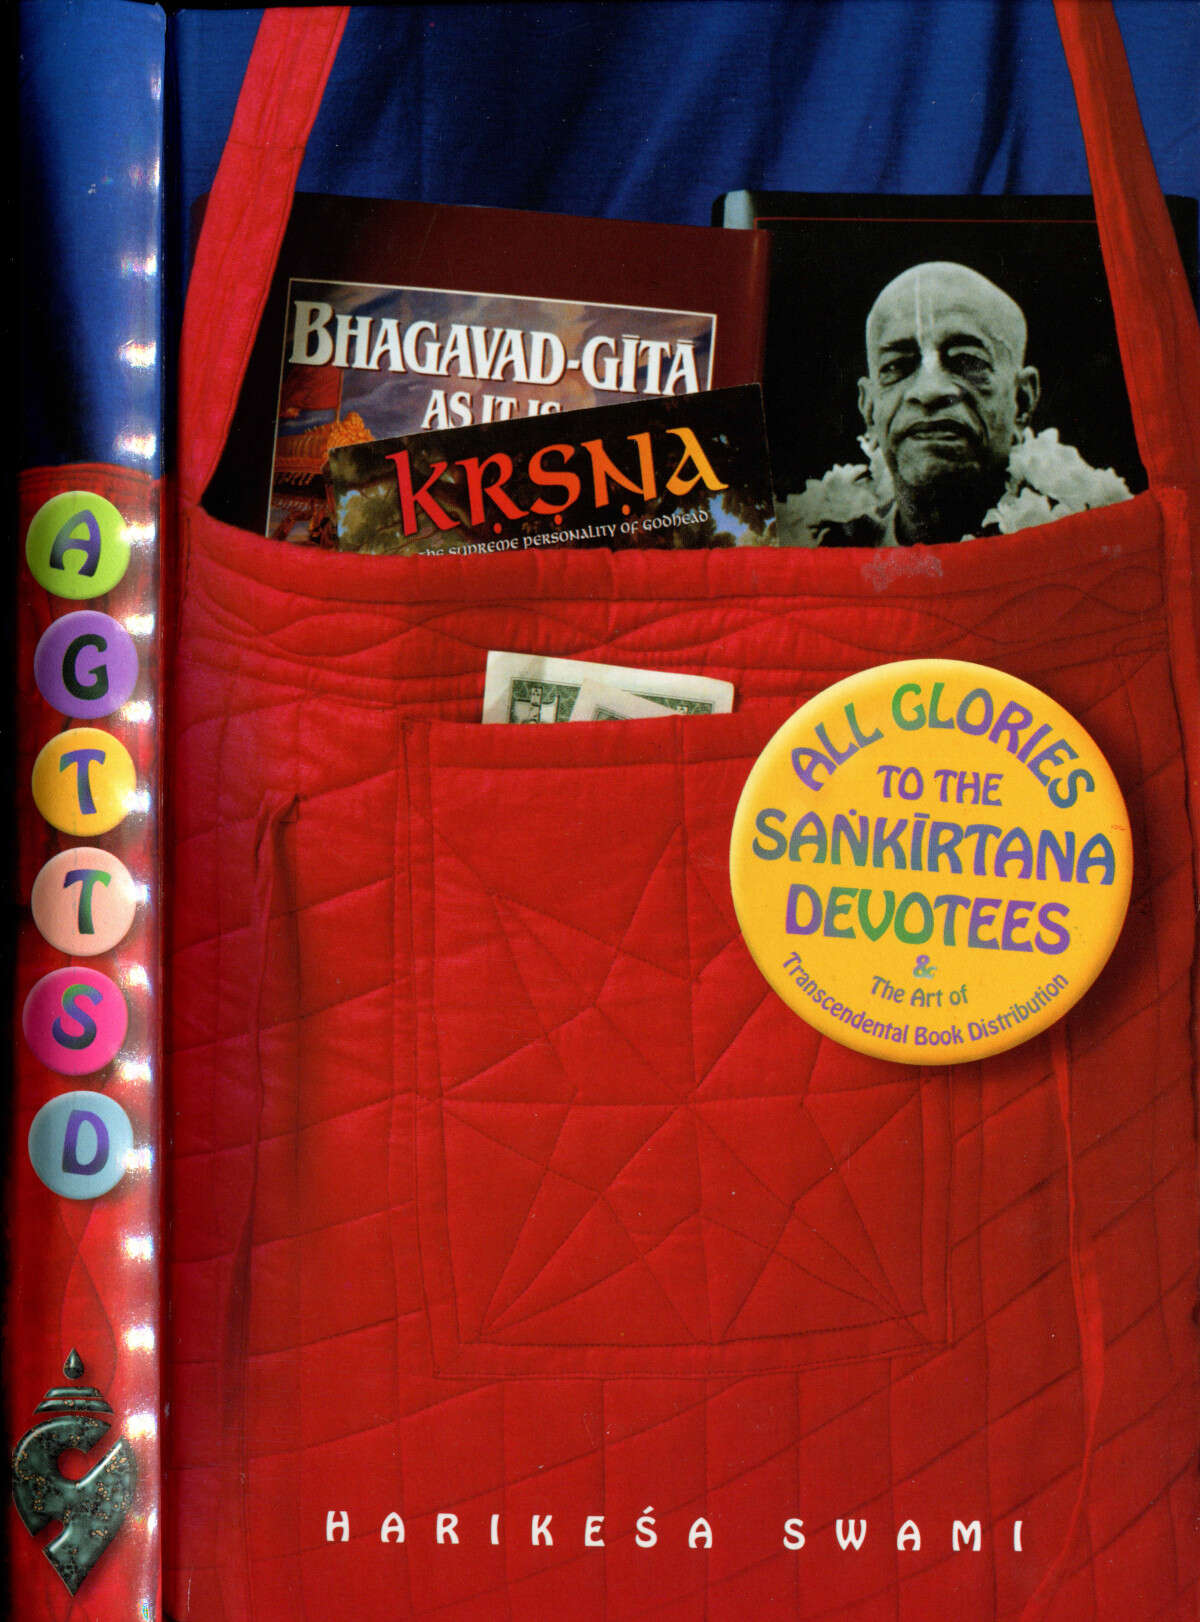 A
G
T
T
S
D
BHAGAVAD-GĪTĀ
AS IT IS
KṚṢṆA
THE SUPREME PERSONALITY OF GODHEAD
ALL GLORIES
TO THE
SAṄKĪRTANA
DEVOTEES
&
The Art of
Transcendental Book Distribution
HARIKEŚA SWAMI